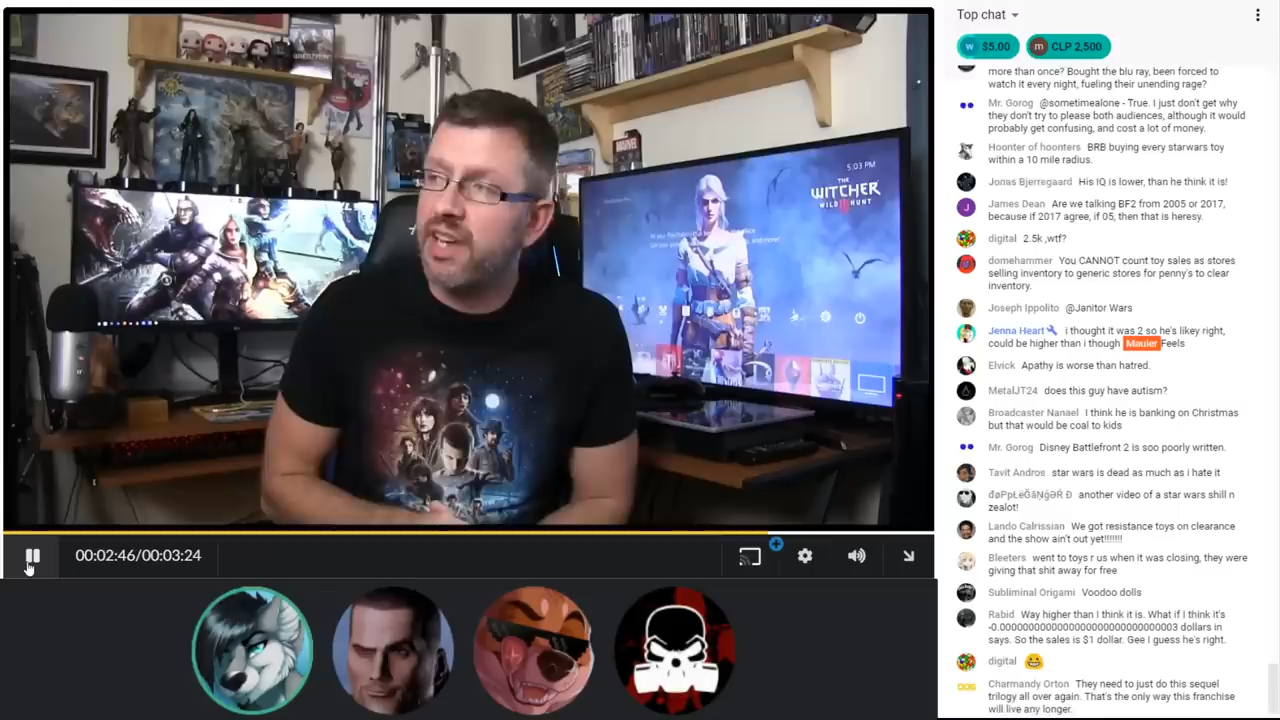 MARVEL
5:03 PM
THE
WITCHER
WILD HUNT
00:02:46/00:03:24
Top chat
W $5.00 m CLP 2,500
more than once? Bought the blu ray, been forced to
watch it every night, fueling their unending rage?
Mr. Gorog @sometimealone - True. I just don't get why
they don't try to please both audiences, although it would
probably get confusing, and cost a lot of money.
Hoonter of hoonters BRB buying every starwars toy
within a 10 mile radius.
Jonas Bjerregaard His IQ is lower, than he think it is!
J James Dean Are we talking BF2 from 2005 or 2017,
because if 2017 agree, if 05, then that is heresy.
digital 2.5k ,wtf?
domehammer You CANNOT count toy sales as stores
selling inventory to generic stores for penny's to clear
inventory.
Joseph Ippolito @Janitor Wars
Jenna Heart i thought it was 2 so he's likey right,
could be higher than i though Mauler Feels
Elvick Apathy is worse than hatred.
MetalJT24 does this guy have autism?
Broadcaster Nanael I think he is banking on Christmas
but that would be coal to kids
Mr. Gorog Disney Battlefront 2 is soo poorly written.
Tavit Andros star wars is dead as much as i hate it
another video of a star wars shill n
zealot!
Lando Calrissian We got resistance toys on clearance
and the show ain't out yet!!!!!!!
Bleeters went to toys r us when it was closing, they were
giving that shit away for free
Subliminal Origami Voodoo dolls
Rabid Way higher than I think it is. What if I think it's
dollars in
says. So the sales is $1 dollar. Gee I guess he's right.
digital
Charmandy Orton They need to just do this sequel
trilogy all over again. That's the only way this franchise
will live any longer.